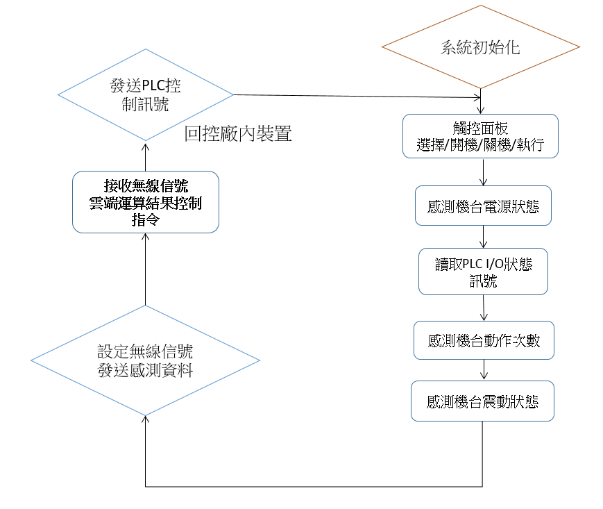 系統初始化
發送PLC控
制訊號
回控廠內裝置
觸控面板
選擇/開機/關機/執行
接收無線信號
雲端運算結果控制
指令
感測機台電源狀態
讀取PLC I/O狀態
訊號
感測機台動作次數
設定無線信號
發送感測資料
感測機台震動狀態